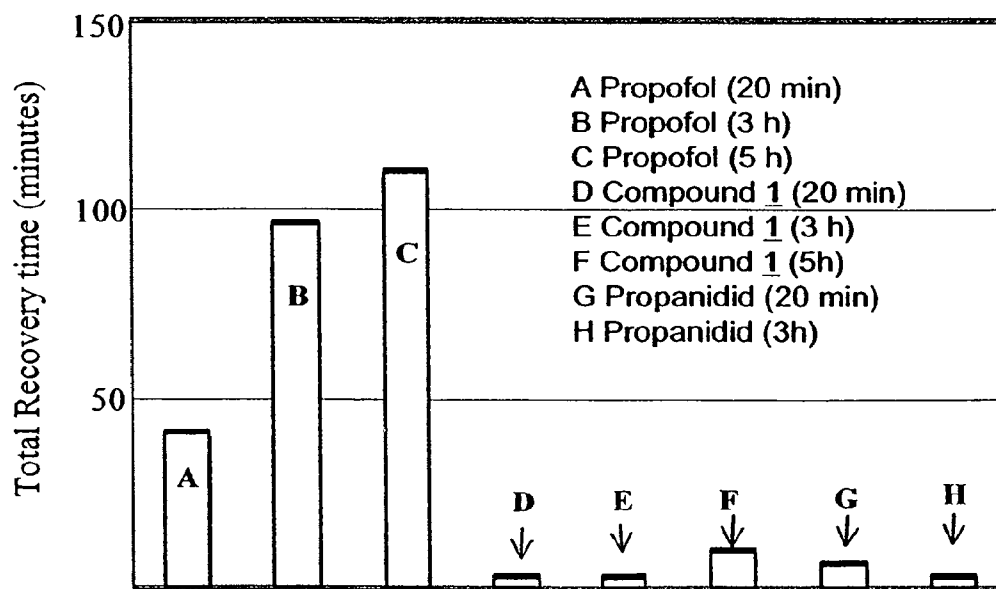 150
100
50
Total Recovery time (minutes)
A Propofol (20 min)
B Propofol (3 h)
C Propofol (5 h)
D Compound 1 (20 min)
E Compound 1 (3 h)
F Compound 1 (5h)
G Propanidid (20 min)
H Propanidid (3h)
A
B
C
D
E
F
G
H